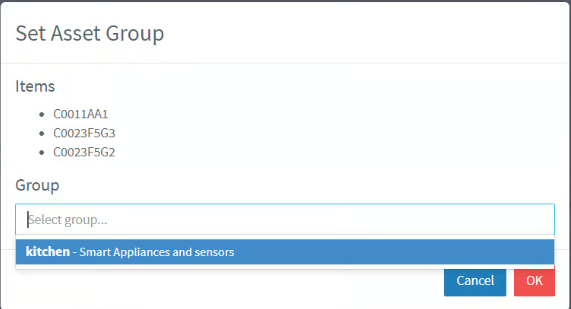 Set Asset Group
Items
C0011AA1
C0023F5G3
C0023F5G2
Group
Select group...
kitchen - Smart Appliances and sensors
Cancel
OK